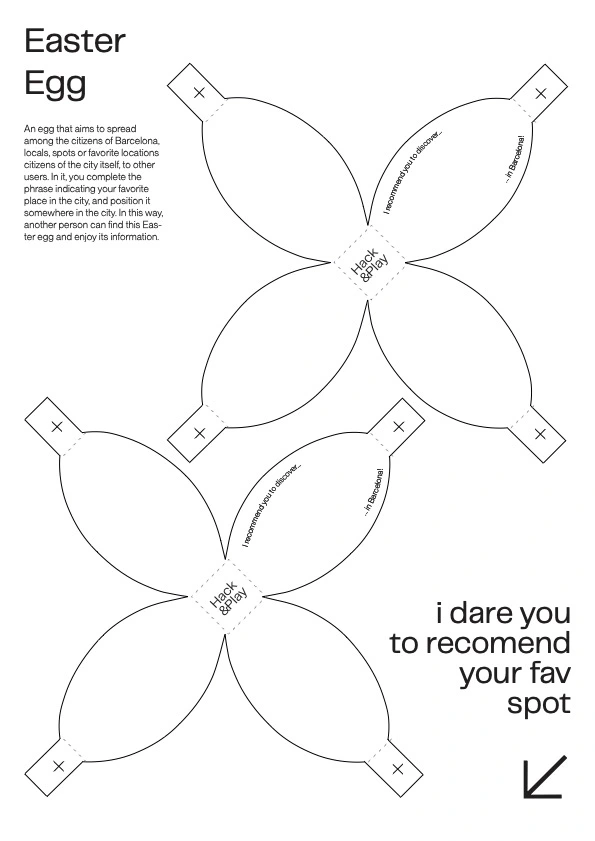 Easter
Egg
An egg that aims to spread
among the citizens of Barcelona,
locals, spots or favorite locations
citizens of the city itself, to other
users. In it, you complete the
phrase indicating your favorite
place in the city, and position it
somewhere in the city. In this way,
another person can find this Eas-
ter egg and enjoy its information.
I recommend you to discover...
... in Barcelona!
Hack
&Play
I recommend you to discover...
... in Barcelona!
Hack
&Play
i dare you
to recomend
your fav
spot